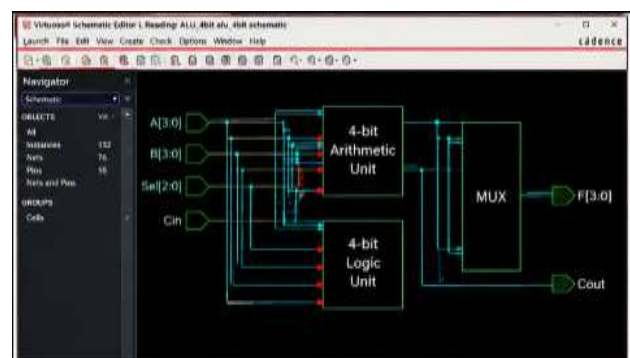 Virtuoso® Schematic Editor L Reading: ALU_4bit alu_4bit schematic
Launch File Edit View Create Check Options Window Help
cādence
Navigator
Schematic
OBJECTS
All
Instances 132
Nets 76
Pins
Nets and Pins
GROUPS
Cells
A[3:0]
B[3:0]
Sel[2:0]
Cin
4-bit
Arithmetic
Unit
4-bit
Logic
Unit
MUX
F[3:0]
Cout